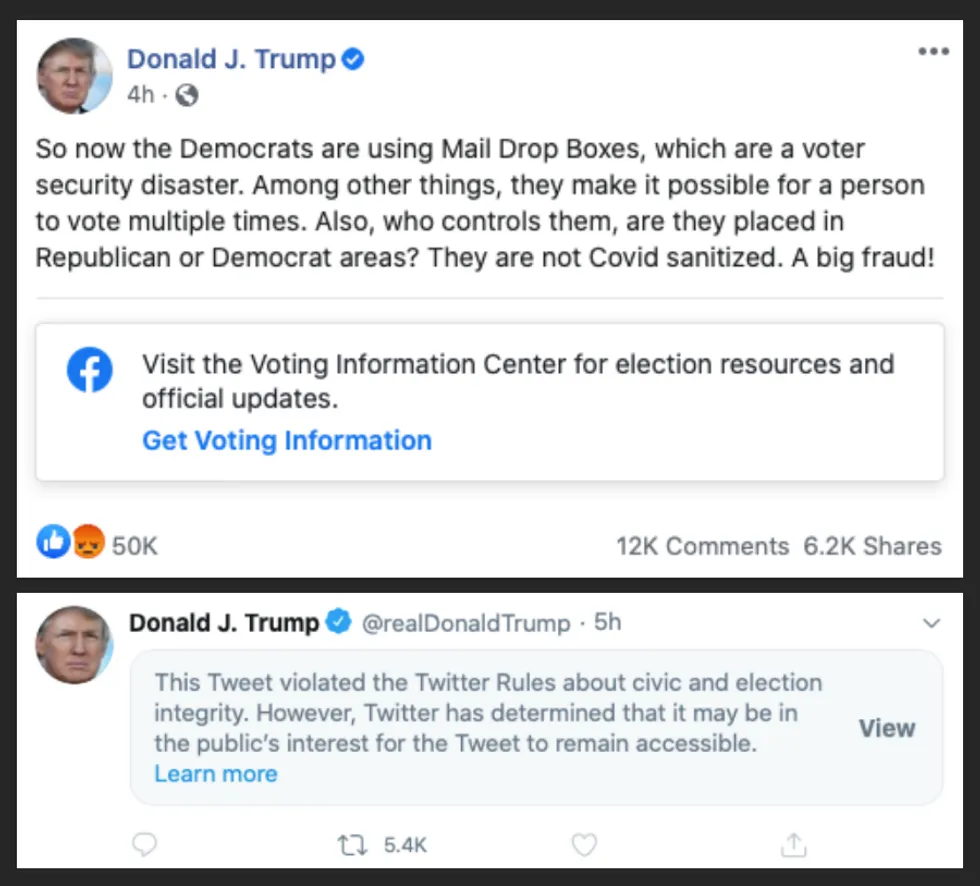 Donald J. Trump
4h ·
So now the Democrats are using Mail Drop Boxes, which are a voter
security disaster. Among other things, they make it possible for a person
to vote multiple times. Also, who controls them, are they placed in
Republican or Democrat areas? They are not Covid sanitized. A big fraud!
Visit the Voting Information Center for election resources and
official updates.
Get Voting Information
50K 12K Comments 6.2K Shares
Donald J. Trump @realDonaldTrump · 5h
This Tweet violated the Twitter Rules about civic and election
integrity. However, Twitter has determined that it may be in
the public's interest for the Tweet to remain accessible.
View
Learn more
5.4K